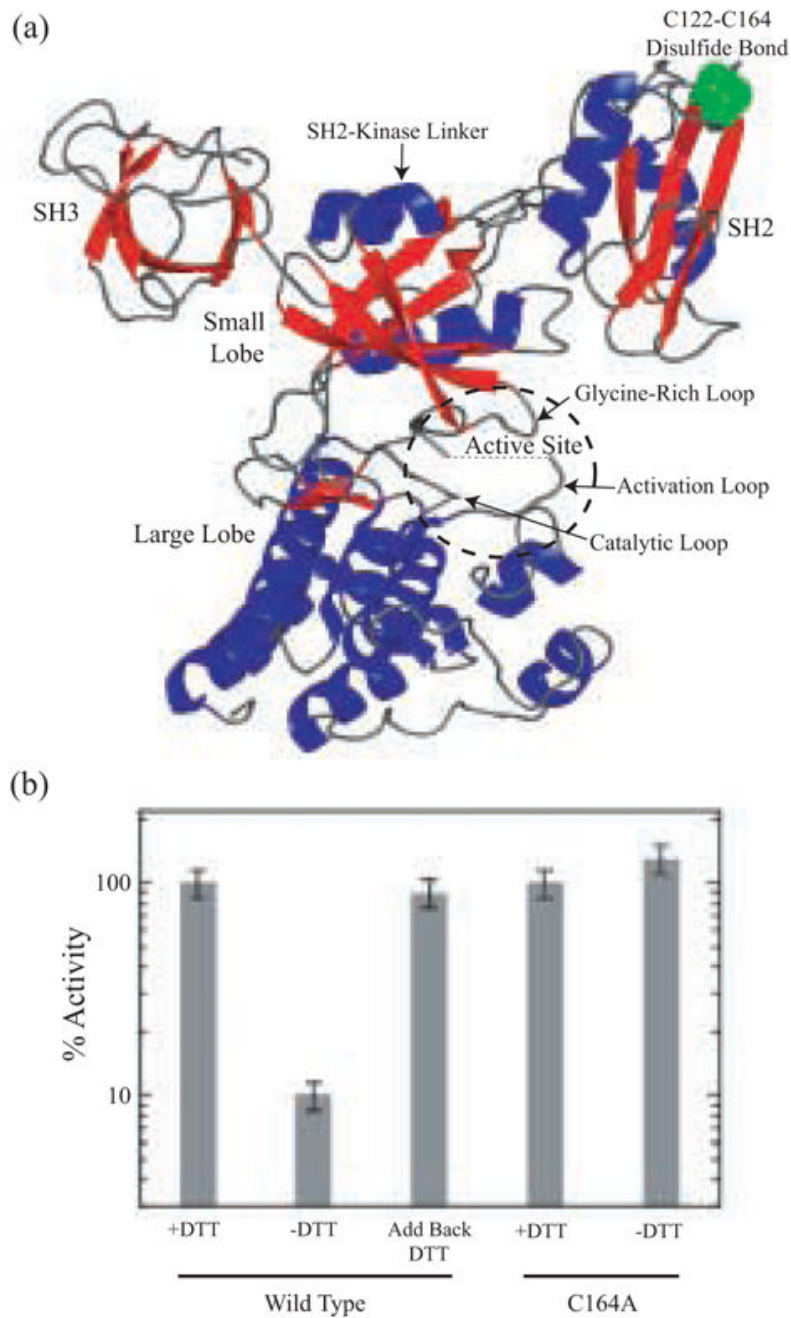 (a)
C122-C164
Disulfide Bond
SH2-Kinase Linker
SH3
SH2
Small
Lobe
Glycine-Rich Loop
Active Site
Activation Loop
Large Lobe
Catalytic Loop
(b)
% Activity
100
10
+DTT
-DTT
Add Back
DTT
+DTT
-DTT
Wild Type
C164A